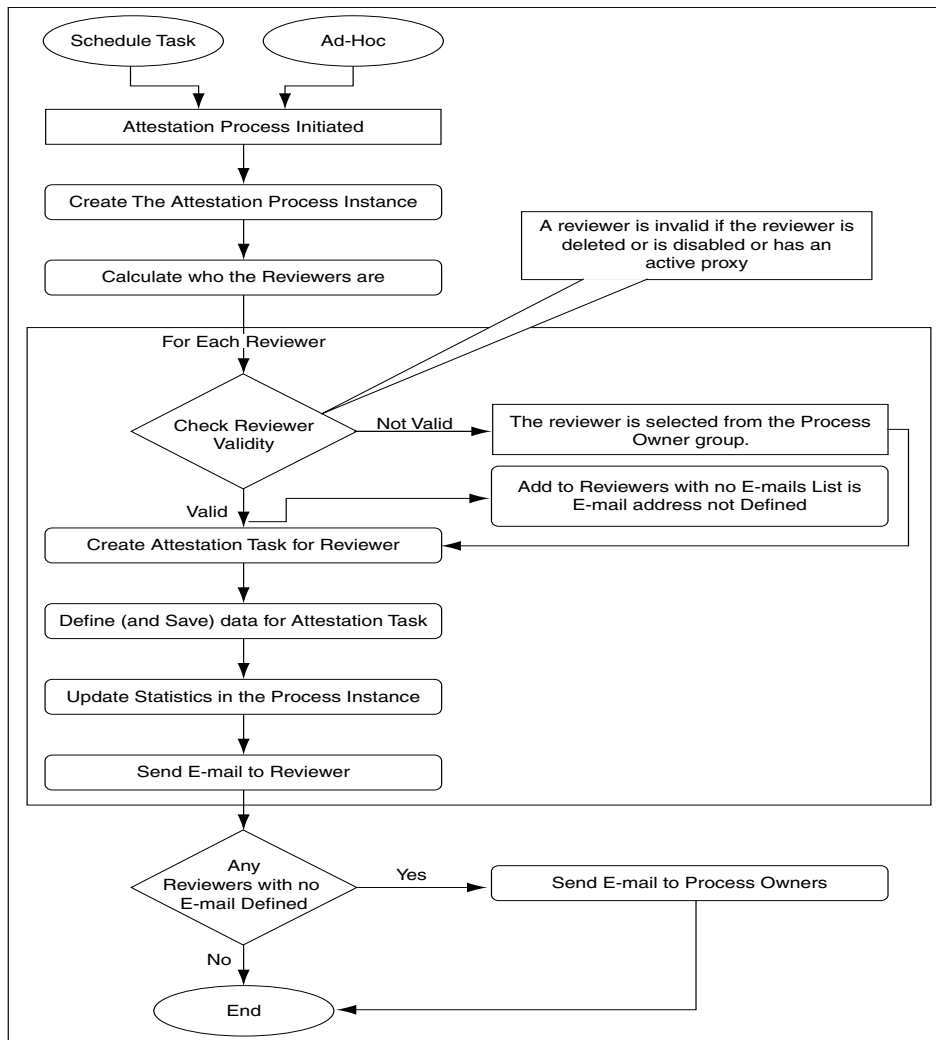 Schedule Task
Ad-Hoc
Attestation Process Initiated
Create The Attestation Process Instance
A reviewer is invalid if the reviewer is
deleted or is disabled or has an
active proxy
Calculate who the Reviewers are
For Each Reviewer
Check Reviewer
Validity
Not Valid
The reviewer is selected from the Process
Owner group.
Valid
Add to Reviewers with no E-mails List is
E-mail address not Defined
Create Attestation Task for Reviewer
Define (and Save) data for Attestation Task
Update Statistics in the Process Instance
Send E-mail to Reviewer
Any
Reviewers with no
E-mail Defined
Yes
Send E-mail to Process Owners
No
End